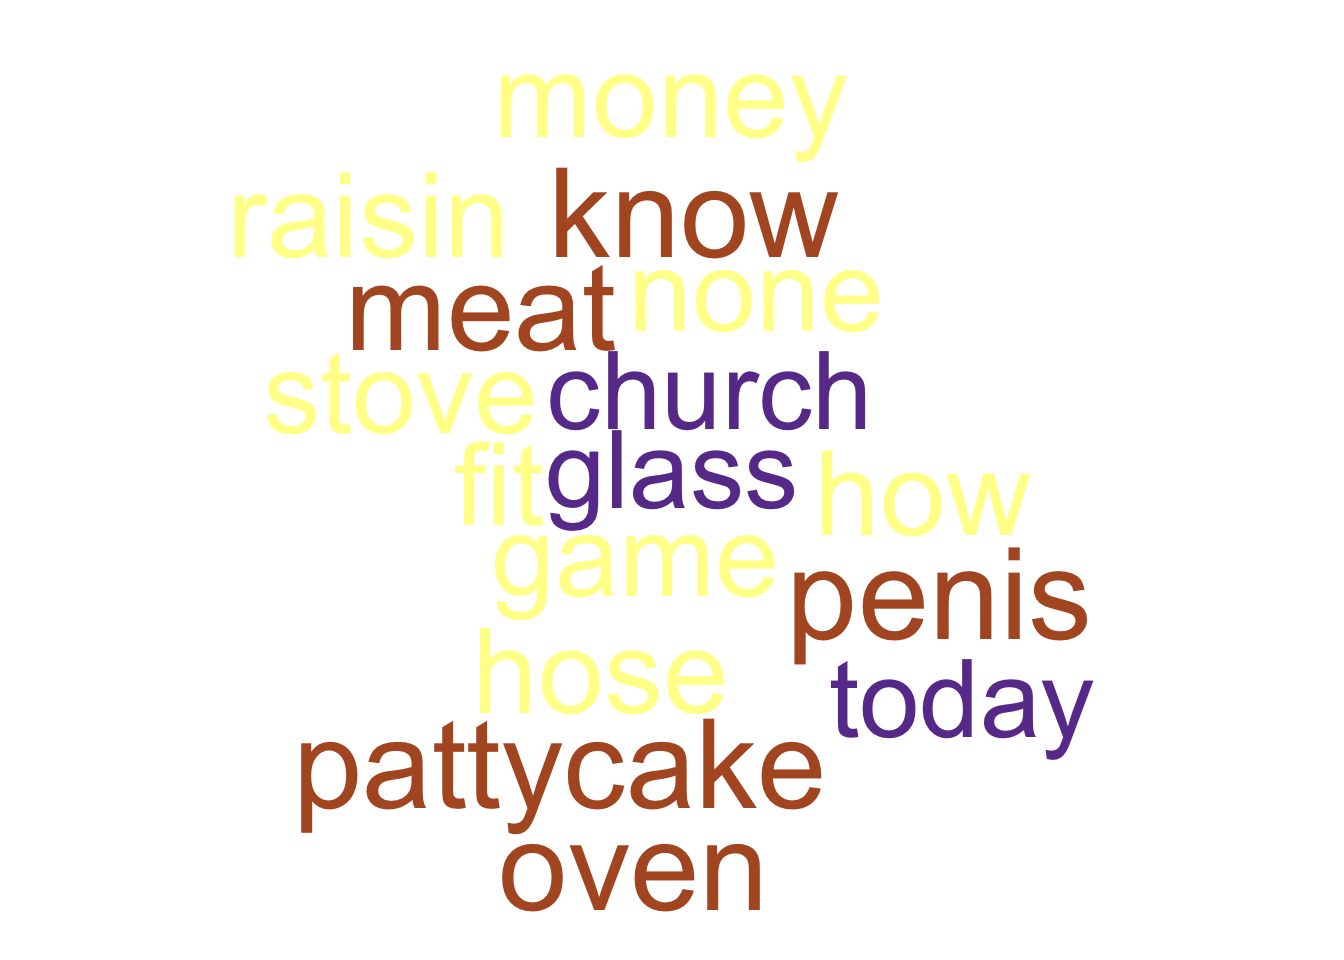 money
raisin know
meat none
stove church
fit glass how
game penis
hose today
pattycake
oven